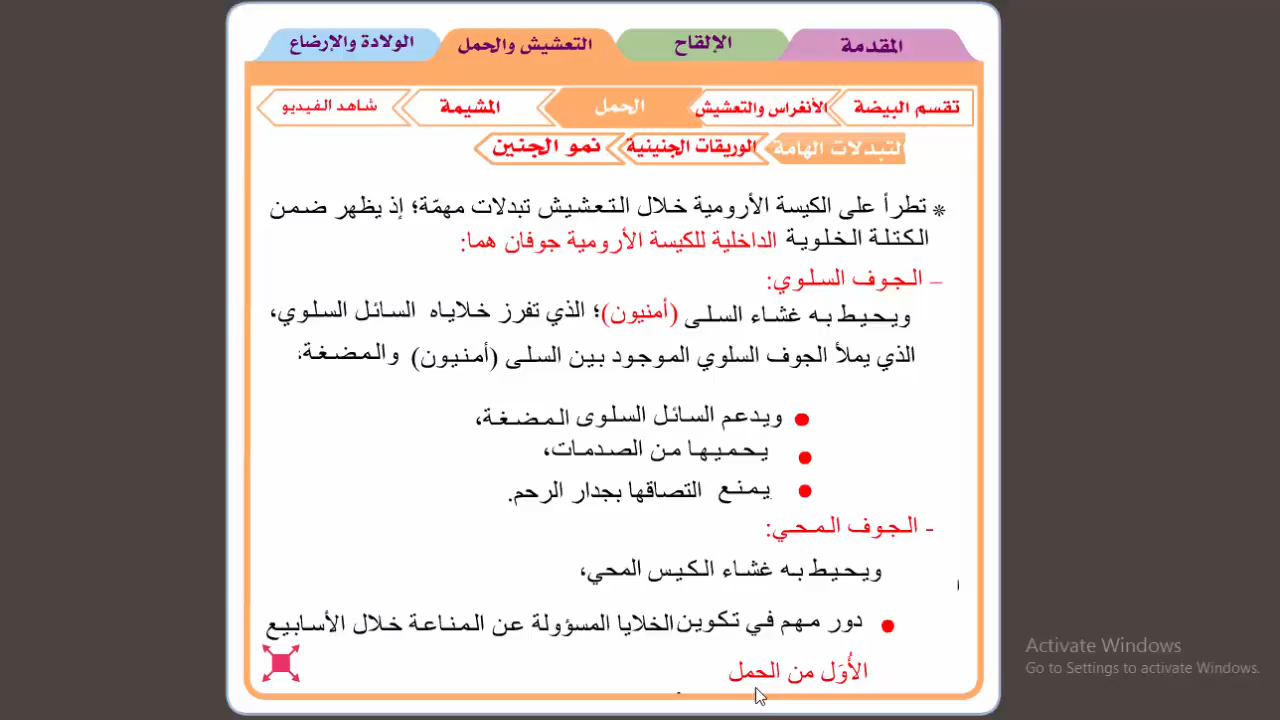 المقدمة الإلقاح التعشيش والحمل الولادة والإرضاع
تقسم البيضة الأنغراس والتعشيش الحمل المشيمة شاهد الفيديو
التبدلات الهامة الوريقات الجنينية نمو الجنين
* تطرأ على الكيسة الأرومية خلال التعشيش تبدلات مهمّة؛ إذ يظهر ضمن
الكتلة الخلوية الداخلية للكيسة الأرومية جوفان هما:
– الجوف السلوي:
ويحيط به غشاء السلى (أمنيون)؛ الذي تفرز خلاياه السائل السلوي،
الذي يملأ الجوف السلوي الموجود بين السلى (أمنيون) والمضغة،
ويدعم السائل السلوى المضغة،
يحميها من الصدمات،
يمنع التصاقها بجدار الرحم.
- الجوف المحي:
ويحيط به غشاء الكيس المحي،
دور مهم في تكوين الخلايا المسؤولة عن المناعة خلال الأسابيع
الأُوَل من الحمل
Activate Windows
Go to Settings to activate Windows.